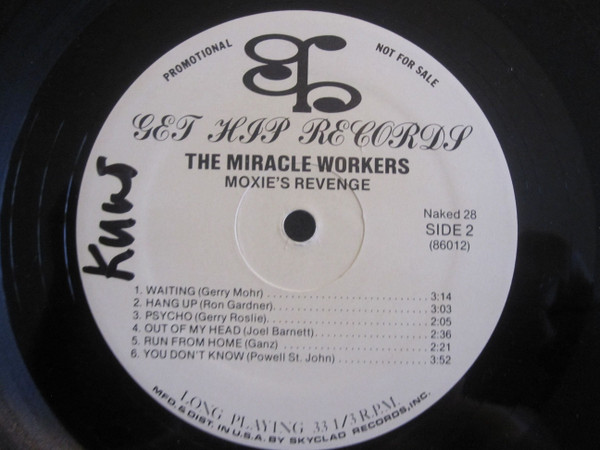 PROMOTIONAL
NOT FOR SALE
GET HIP RECORDS
THE MIRACLE WORKERS
MOXIE'S REVENGE
Naked 28
SIDE 2
(86012)
KUWS
1. WAITING (Gerry Mohr) 3:14
2. HANG UP (Ron Gardner) 3:03
3. PSYCHO (Gerry Roslie) 2:05
4. OUT OF MY HEAD (Joel Barnett) 2:36
5. RUN FROM HOME (Ganz) 2:21
6. YOU DON'T KNOW (Powell St. John) 3:52
LONG PLAYING 33 1/3 R.P.M.
MFD. & DIST. IN U.S.A. BY SKYCLAD RECORDS, INC.